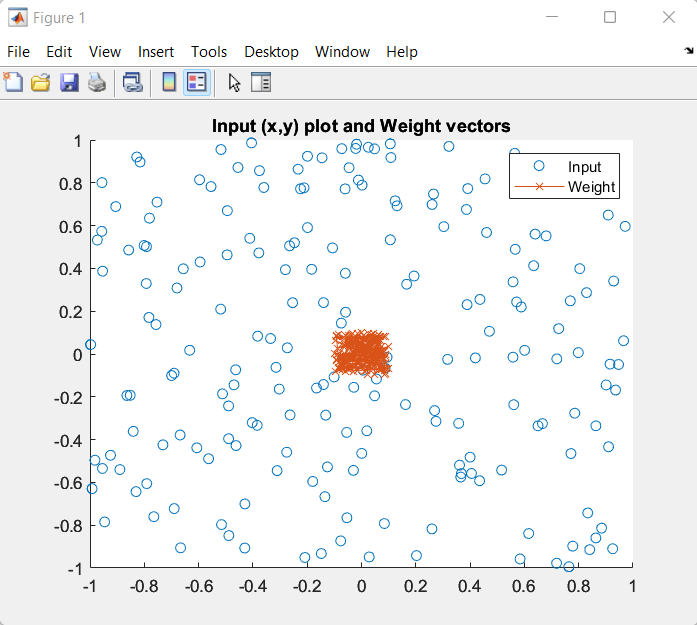 Figure 1
File Edit View Insert Tools Desktop Window Help
Input (x,y) plot and Weight vectors
Input
Weight
1
0.8
0.6
0.4
0.2
0
-0.2
-0.4
-0.6
-0.8
-1
-1 -0.8 -0.6 -0.4 -0.2 0 0.2 0.4 0.6 0.8 1